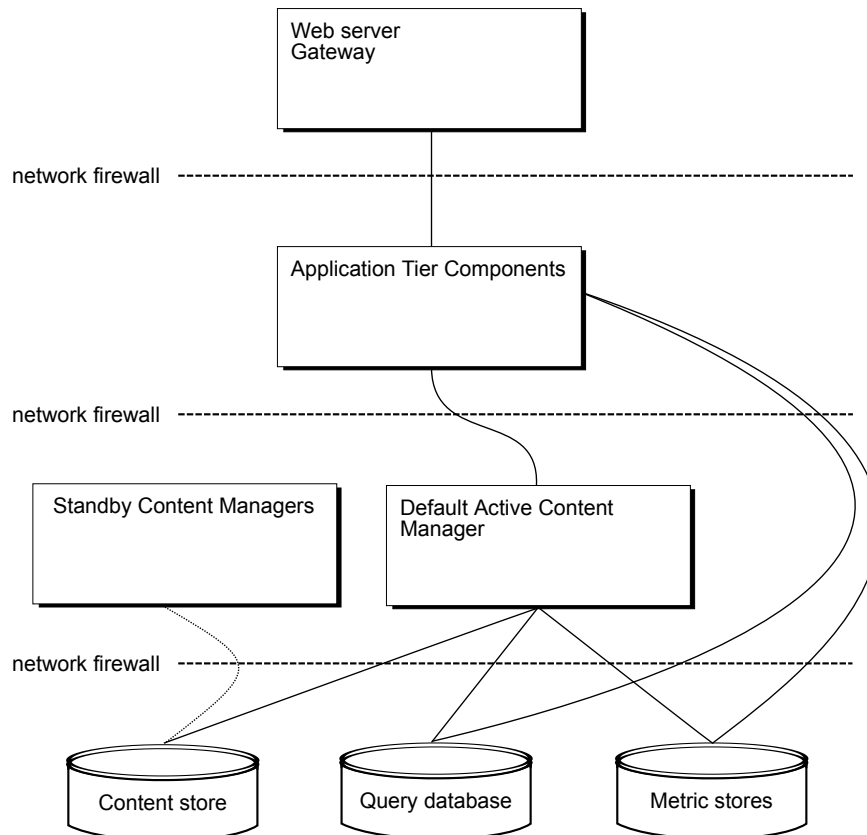 Web server
Gateway
network firewall
Application Tier Components
network firewall
Standby Content Managers
Default Active Content
Manager
network firewall
Content store
Query database
Metric stores